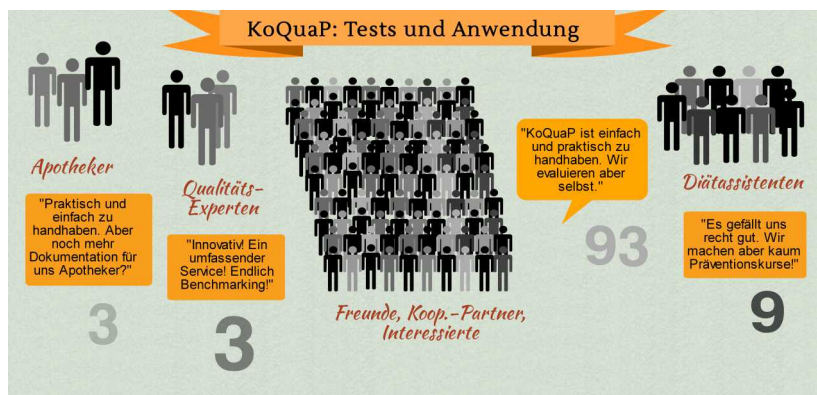 KoQuaP: Tests und Anwendung
Apotheker
"Praktisch und
einfach zu
handhaben. Aber
noch mehr
Dokumentation für
uns Apotheker?"
3
Qualitäts-
Experten
"Innovativ! Ein
umfassender
Service! Endlich
Benchmarking!"
3
Freunde, Koop.-Partner,
Interessierte
"KoQuaP ist einfach
und praktisch zu
handhaben. Wir
evaluieren aber
selbst."
93
Diätassistenten
"Es gefällt uns
recht gut. Wir
machen aber kaum
Präventionskurse!"
9